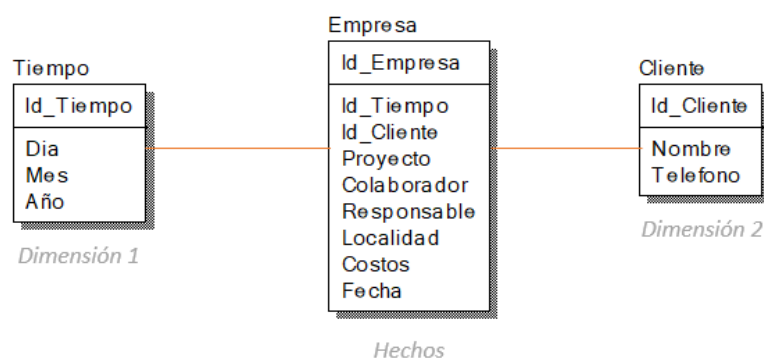 Tiempo
Id_Tiempo
Dia
Mes
Año
Dimensión 1
Empresa
Id_Empresa
Id_Tiempo
Id_Cliente
Proyecto
Colaborador
Responsable
Localidad
Costos
Fecha
Hechos
Cliente
Id_Cliente
Nombre
Telefono
Dimensión 2